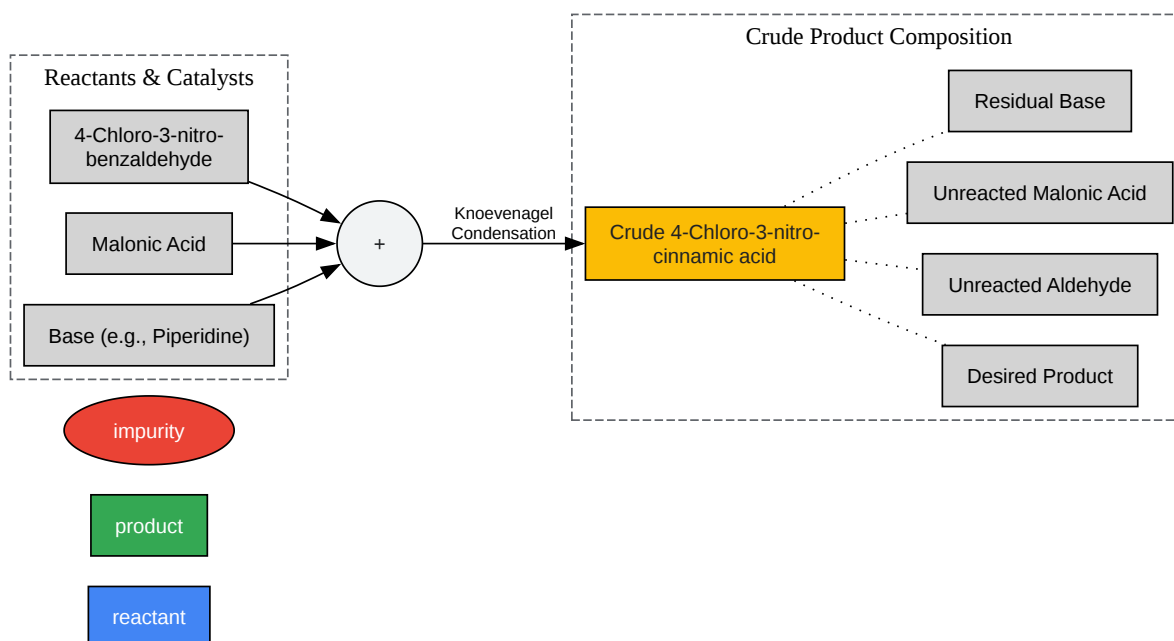 Reactants & Catalysts
4-Chloro-3-nitro-
benzaldehyde
Malonic Acid
Base (e.g., Piperidine)
+
Knoevenagel
Condensation
Crude Product Composition
Crude 4-Chloro-3-nitro-
cinnamic acid
Residual Base
Unreacted Malonic Acid
Unreacted Aldehyde
Desired Product
impurity
product
reactant